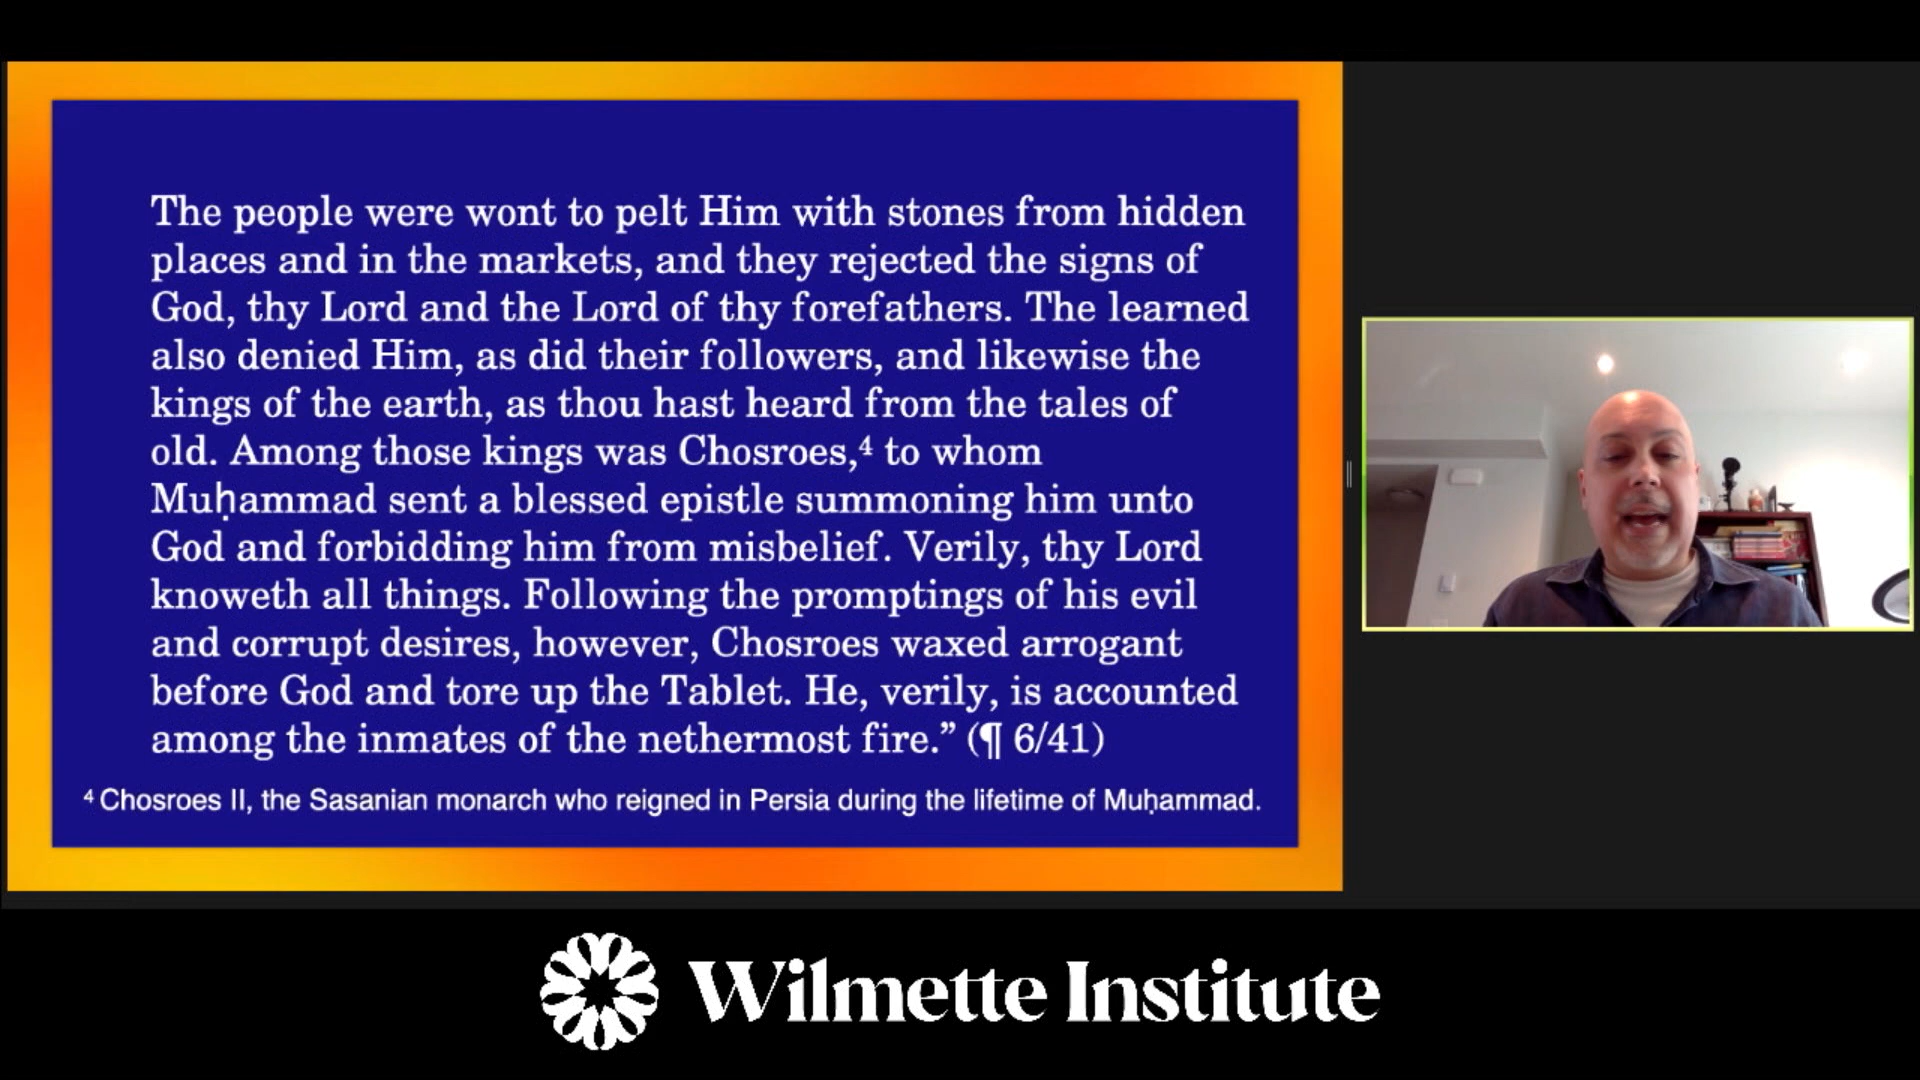 The people were wont to pelt Him with stones from hidden
places and in the markets, and they rejected the signs of
God, thy Lord and the Lord of thy forefathers. The learned
also denied Him, as did their followers, and likewise the
kings of the earth, as thou hast heard from the tales of
old. Among those kings was Chosroes,⁴ to whom
Muḥammad sent a blessed epistle summoning him unto
God and forbidding him from misbelief. Verily, thy Lord
knoweth all things. Following the promptings of his evil
and corrupt desires, however, Chosroes waxed arrogant
before God and tore up the Tablet. He, verily, is accounted
among the inmates of the nethermost fire.” (¶ 6/41)
⁴ Chosroes II, the Sasanian monarch who reigned in Persia during the lifetime of Muḥammad.
Wilmette Institute